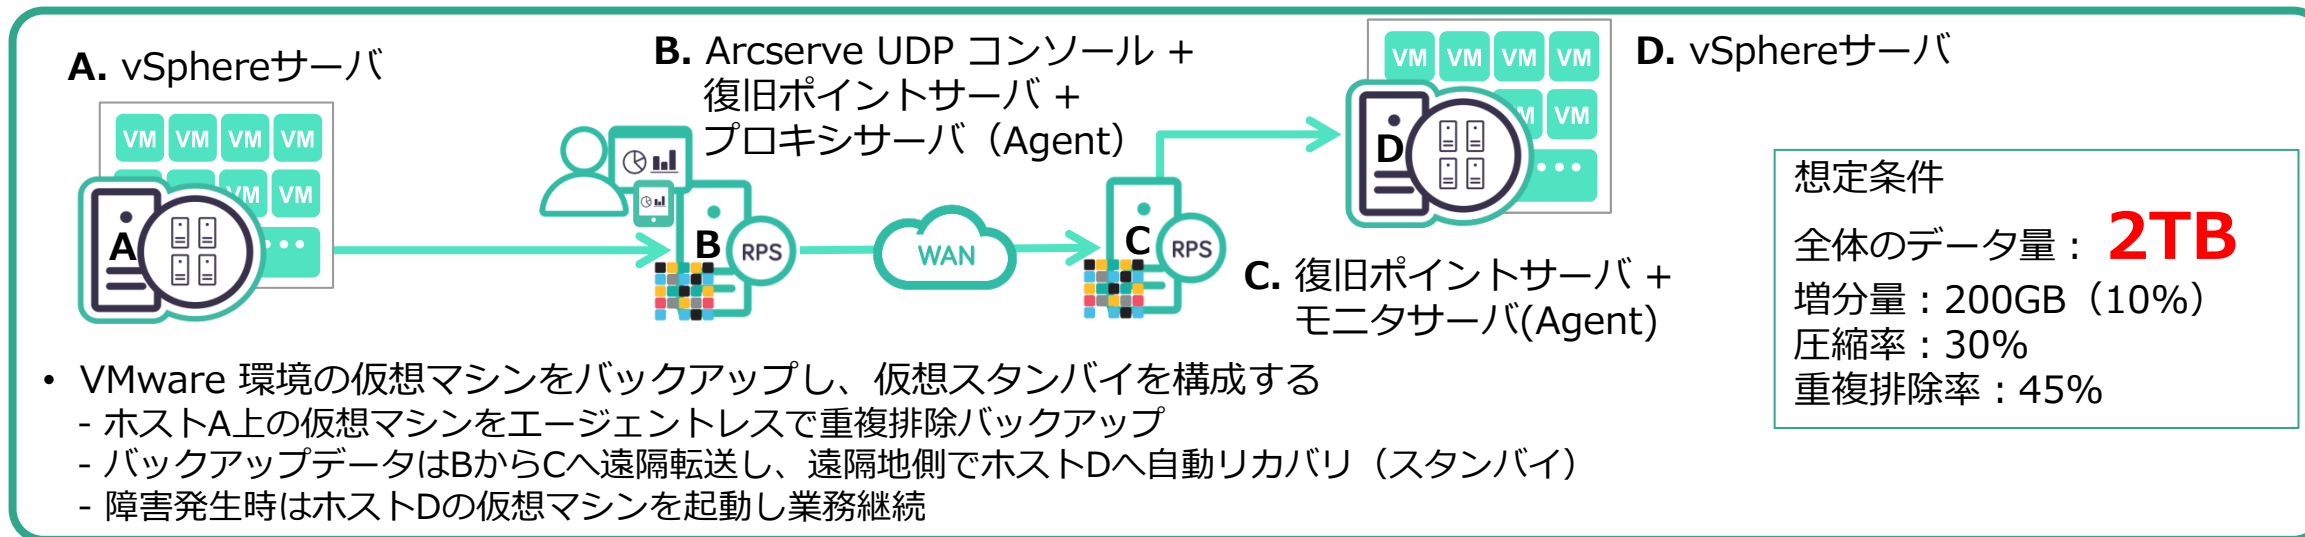 A. vSphereサーバ
VM VM VM VM
VM VM
A
B. Arcserve UDP コンソール +
復旧ポイントサーバ +
プロキシサーバ（Agent）
B RPS
WAN
C RPS
C. 復旧ポイントサーバ +
モニタサーバ(Agent)
VM VM VM VM
VM
D
D. vSphereサーバ
想定条件
全体のデータ量： 2TB
増分量：200GB（10%）
圧縮率：30%
重複排除率：45%
• VMware 環境の仮想マシンをバックアップし、仮想スタンバイを構成する
- ホストA上の仮想マシンをエージェントレスで重複排除バックアップ
- バックアップデータはBからCへ遠隔転送し、遠隔地側でホストDへ自動リカバリ（スタンバイ）
- 障害発生時はホストDの仮想マシンを起動し業務継続